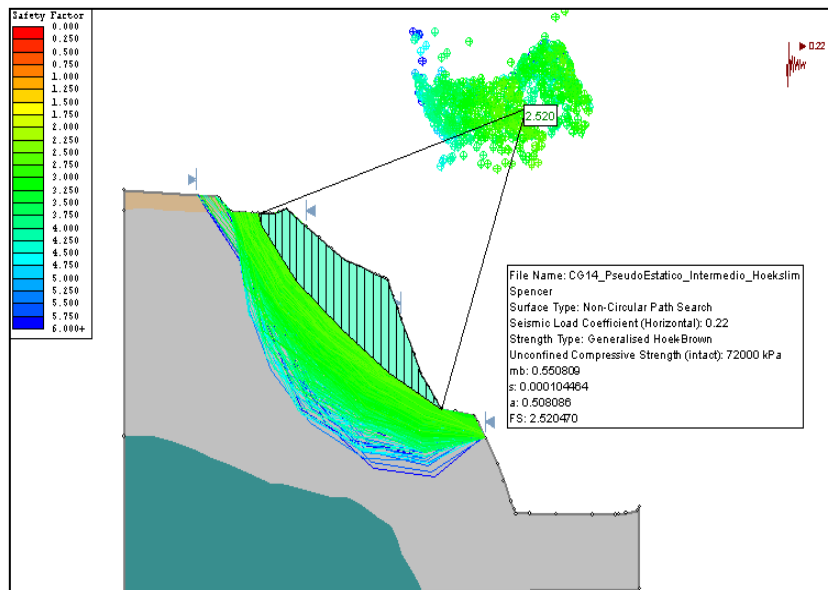 Safety Factor
0.000
0.250
0.500
0.750
1.000
1.250
1.500
1.750
2.000
2.250
2.500
2.750
3.000
3.250
3.500
3.750
4.000
4.250
4.500
4.750
5.000
5.250
5.500
5.750
6.000+
0.22
2.520
File Name: CG14_PseudoEstatico_Intermedio_Hoek.slim
Spencer
Surface Type: Non-Circular Path Search
Seismic Load Coefficient (Horizontal): 0.22
Strength Type: Generalised Hoek-Brown
Unconfined Compressive Strength (intact): 72000 kPa
mb: 0.550809
s: 0.000104464
a: 0.508086
FS: 2.520470